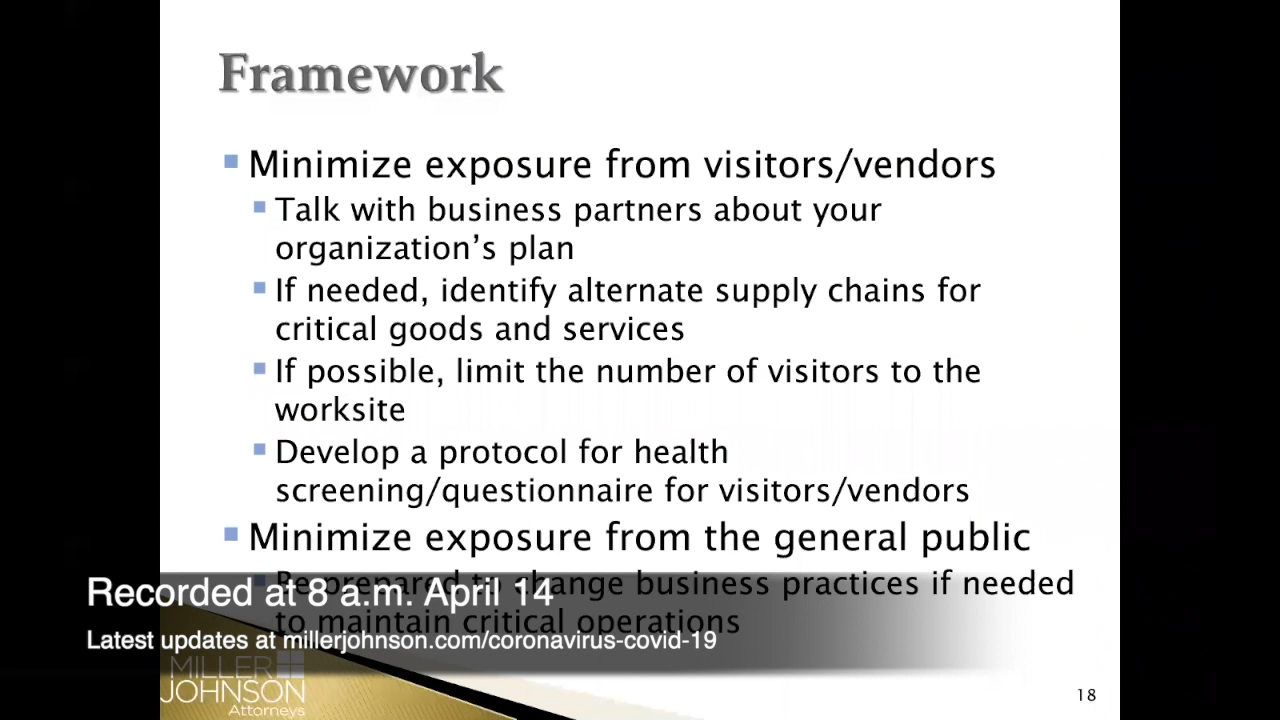 Framework
Minimize exposure from visitors/vendors
Talk with business partners about your
organization's plan
If needed, identify alternate supply chains for
critical goods and services
If possible, limit the number of visitors to the
worksite
Develop a protocol for health
screening/questionnaire for visitors/vendors
Minimize exposure from the general public
Be prepared to change business practices if needed
to maintain critical operations
Recorded at 8 a.m. April 14
Latest updates at millerjohnson.com/coronavirus-covid-19
MILLER
JOHNSON
Attorneys
18